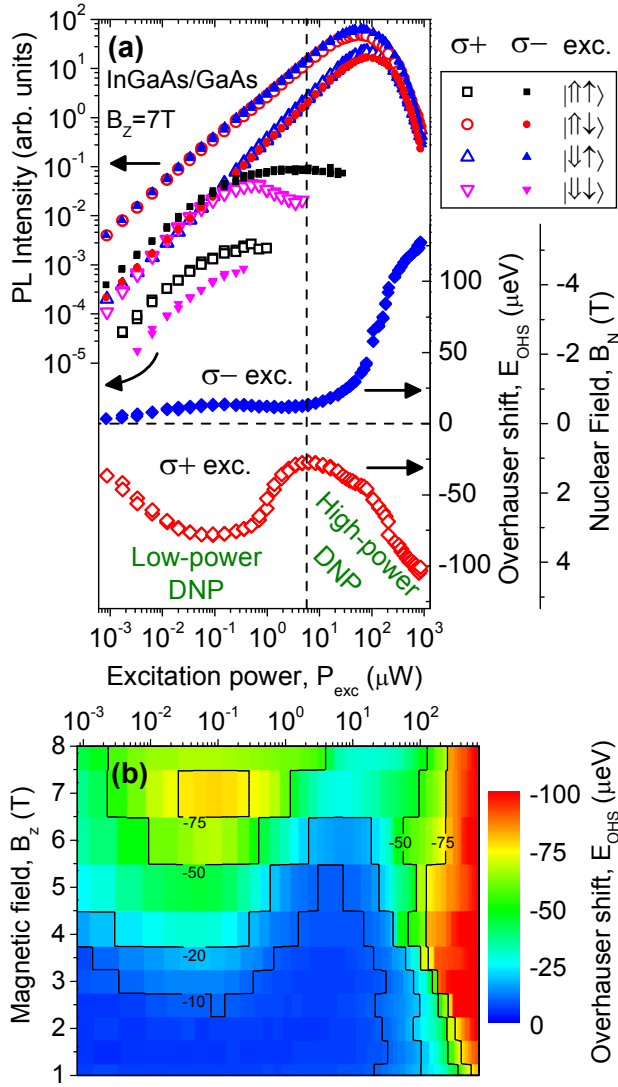 (a)
InGaAs/GaAs
B_Z=7T
σ+ σ− exc.
|⇑↑⟩
|⇑↓⟩
|⇓↑⟩
|⇓↓⟩
PL Intensity (arb. units)
10^2
10^1
10^0
10^-1
10^-2
10^-3
10^-4
10^-5
σ− exc.
σ+ exc.
Low-power
DNP
High-power
DNP
100
50
0
-50
-100
Overhauser shift, E_OHS (μeV)
-4
-2
0
2
4
Nuclear Field, B_N (T)
10^-3 10^-2 10^-1 10^0 10^1 10^2 10^3
Excitation power, P_exc (μW)
10^-3 10^-2 10^-1 10^0 10^1 10^2
(b)
8
7
6
5
4
3
2
1
Magnetic field, B_z (T)
-75
-50
-20
-10
-50
-75
-100
-75
-50
-25
0
Overhauser shift, E_OHS (μeV)